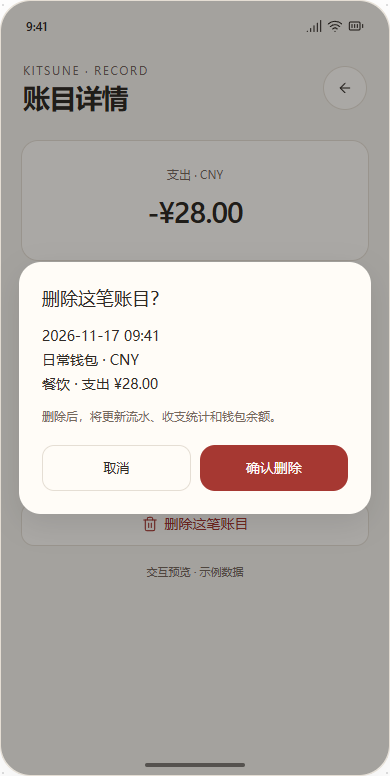 9:41
KITSUNE · RECORD
账目详情
支出 · CNY
-¥28.00
删除这笔账目？
2026-11-17 09:41
日常钱包 · CNY
餐饮 · 支出 ¥28.00
删除后，将更新流水、收支统计和钱包余额。
取消
确认删除
删除这笔账目
交互预览 · 示例数据